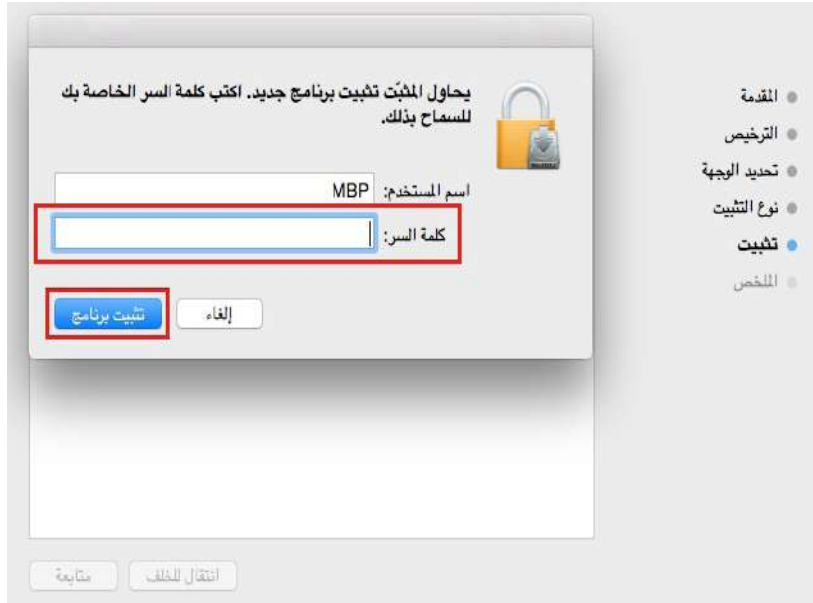 يحاول المثبّت تثبيت برنامج جديد. اكتب كلمة السر الخاصة بك
للسماح بذلك.
اسم المستخدم: MBP
كلمة السر:
إلغاء
تثبيت برنامج
المقدمة
الترخيص
تحديد الوجهة
نوع التثبيت
تثبيت
الملخص
انتقال للخلف
متابعة